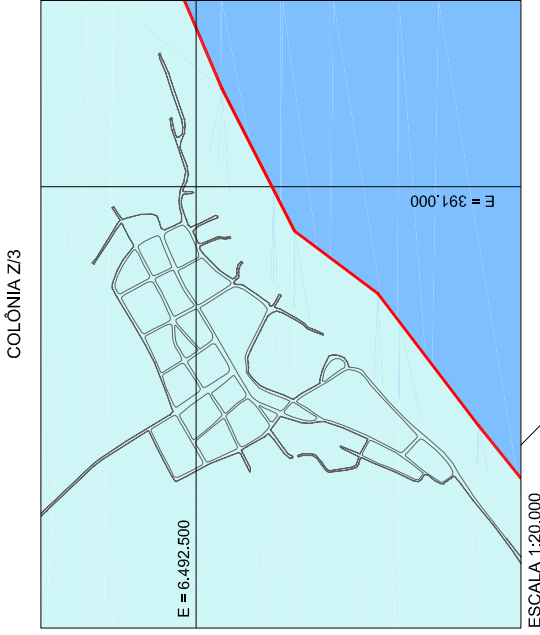 COLÔNIA Z/3
E = 391.000
E = 6.492.500
ESCALA 1:20.000